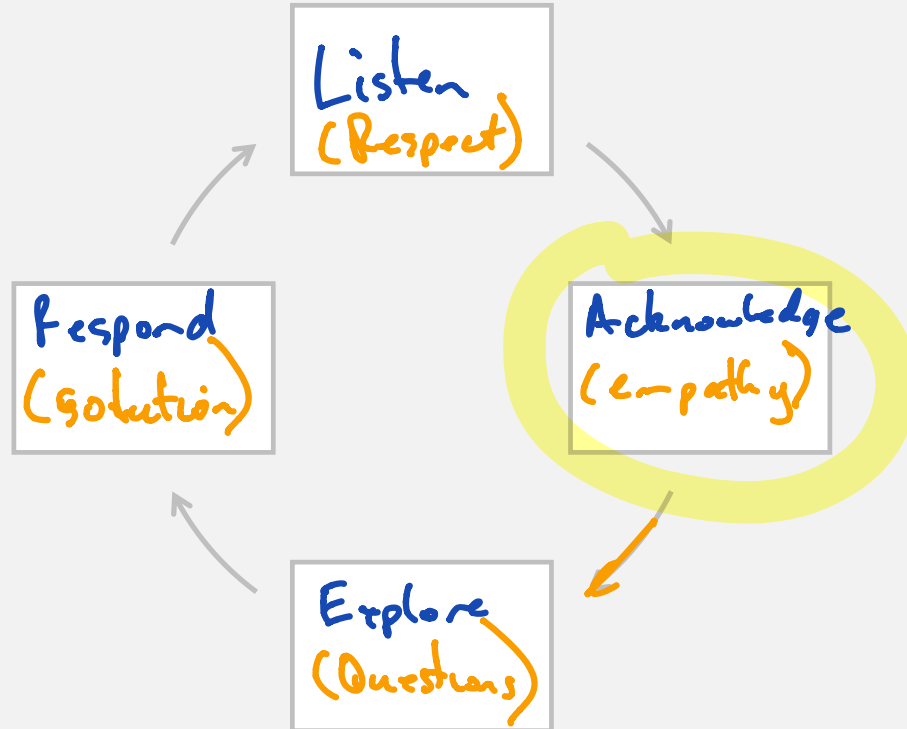 Listen
(Respect)
Acknowledge
(empathy)
Explore
(Questions)
Respond
(solution)